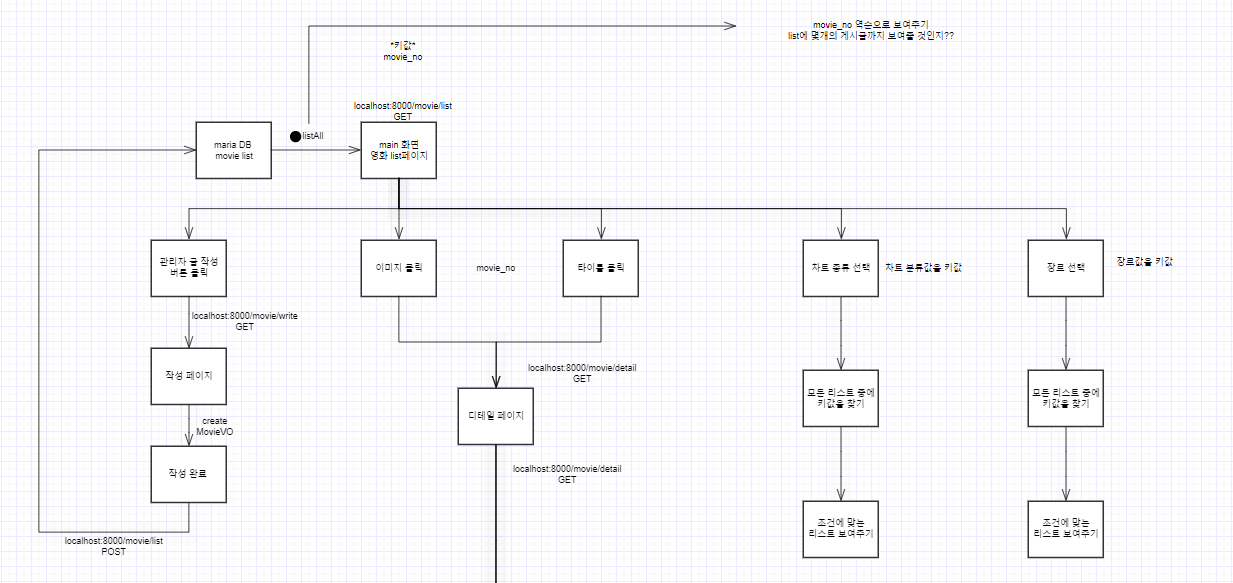 movie_no 역순으로 보여주기
list에 몇개의 게시글까지 보여줄 것인지??
*키값*
movie_no
localhost:8000/movie/list
GET
maria DB
movie list
listAll
main 화면
영화 list페이지
관리자 글 작성
버튼 클릭
이미지 클릭
movie_no
타이틀 클릭
차트 종류 선택
차트 분류값을 키값
장르 선택
장르값을 키값
localhost:8000/movie/write
GET
작성 페이지
localhost:8000/movie/detail
GET
모든 리스트 중에
키값을 찾기
모든 리스트 중에
키값을 찾기
create
MovieVO
디테일 페이지
작성 완료
localhost:8000/movie/detail
GET
조건에 맞는
리스트 보여주기
조건에 맞는
리스트 보여주기
localhost:8000/movie/list
POST